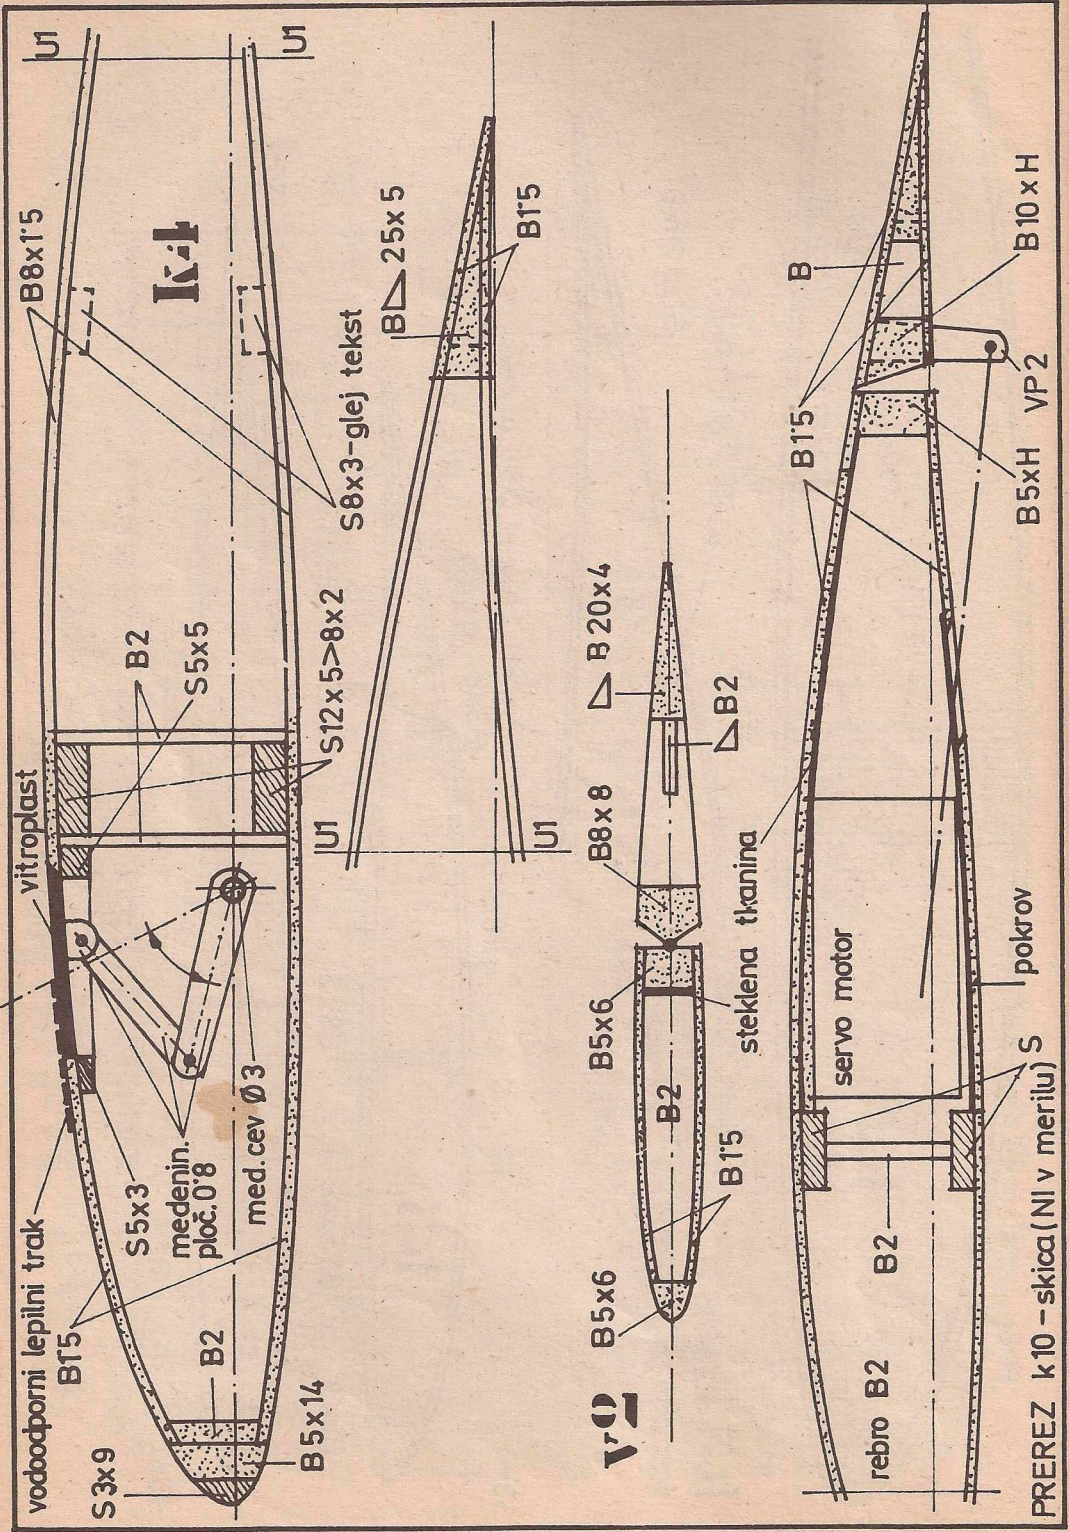 vodoodporni lepilni trak
vitroplast
B8x1'5
U1
U1
S3x9
B1'5
S5x3
B2
S5x5
K4
medenin.
ploč. 0'8
B2
med. cev Ø3
B5x14
S12x5>8x2
S8x3-glej tekst
U1
U1
B 25x5
B1'5
v2
B5x6
B5x6
B8x8
B 20x4
B2
B2
B1'5
steklena tkanina
B1'5
B
rebro B2
B2
servo motor
S
pokrov
B5xH
VP2
B10xH
PREREZ k10-skica (NI v merilu)